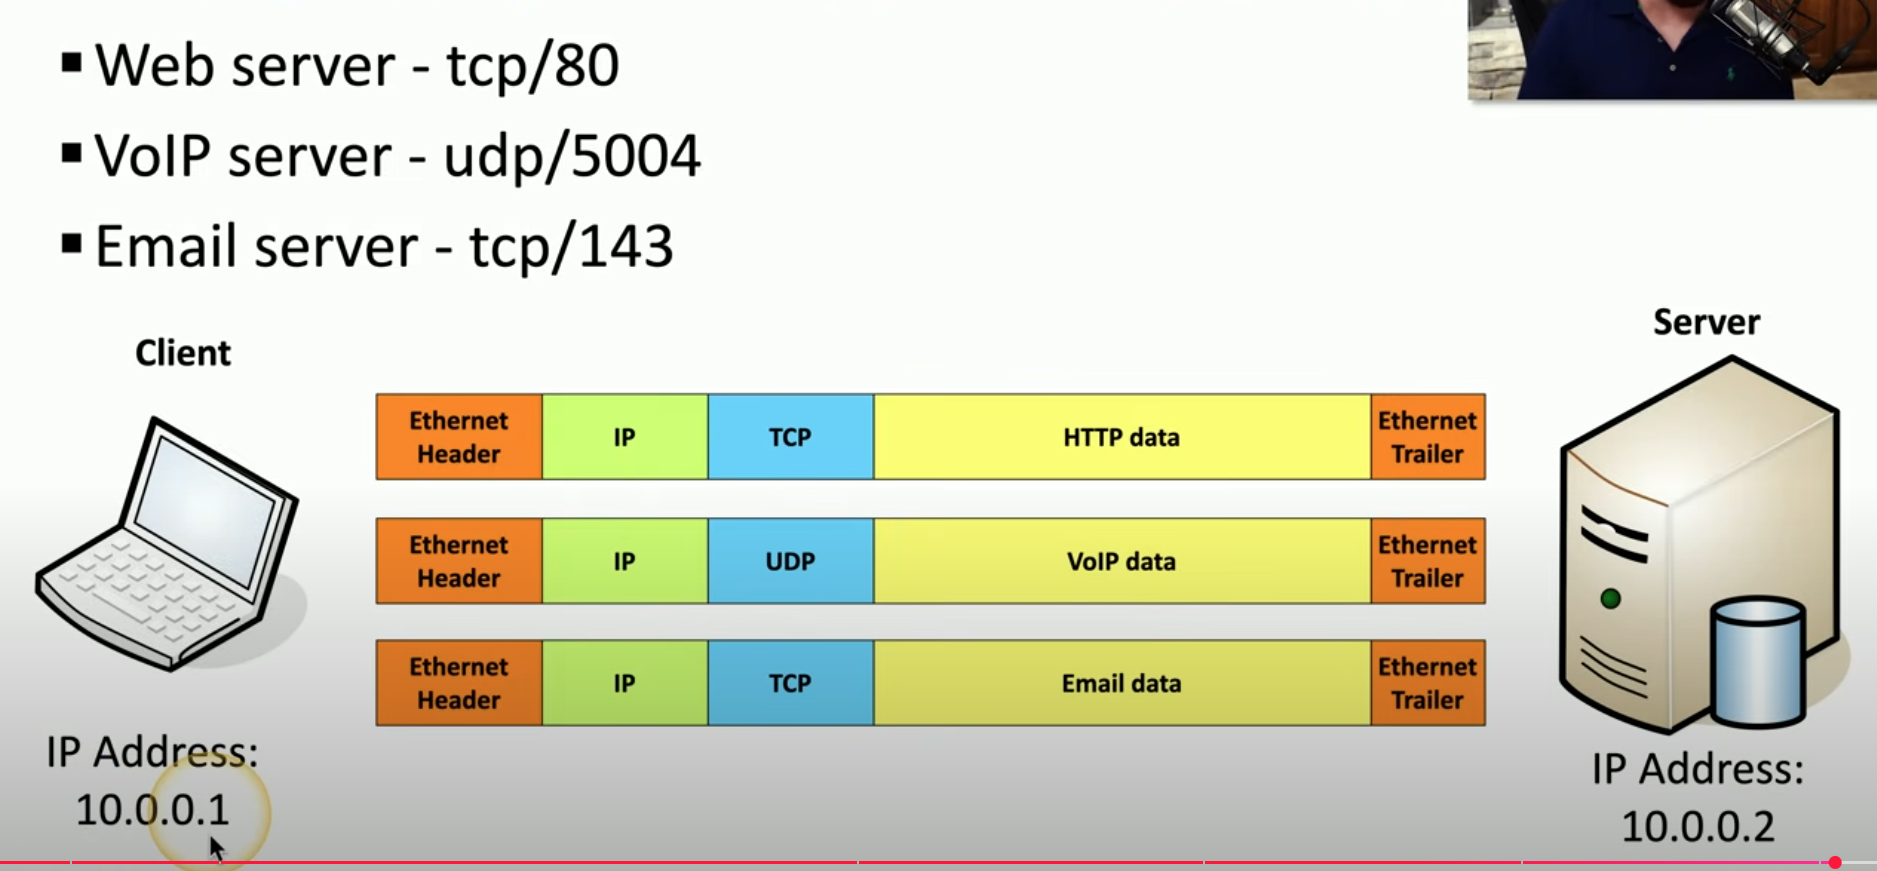 Web server - tcp/80
VoIP server - udp/5004
Email server - tcp/143
Client
Server
Ethernet
Header
IP
TCP
HTTP data
Ethernet
Trailer
Ethernet
Header
IP
UDP
VoIP data
Ethernet
Trailer
Ethernet
Header
IP
TCP
Email data
Ethernet
Trailer
IP Address:
10.0.0.1
IP Address:
10.0.0.2